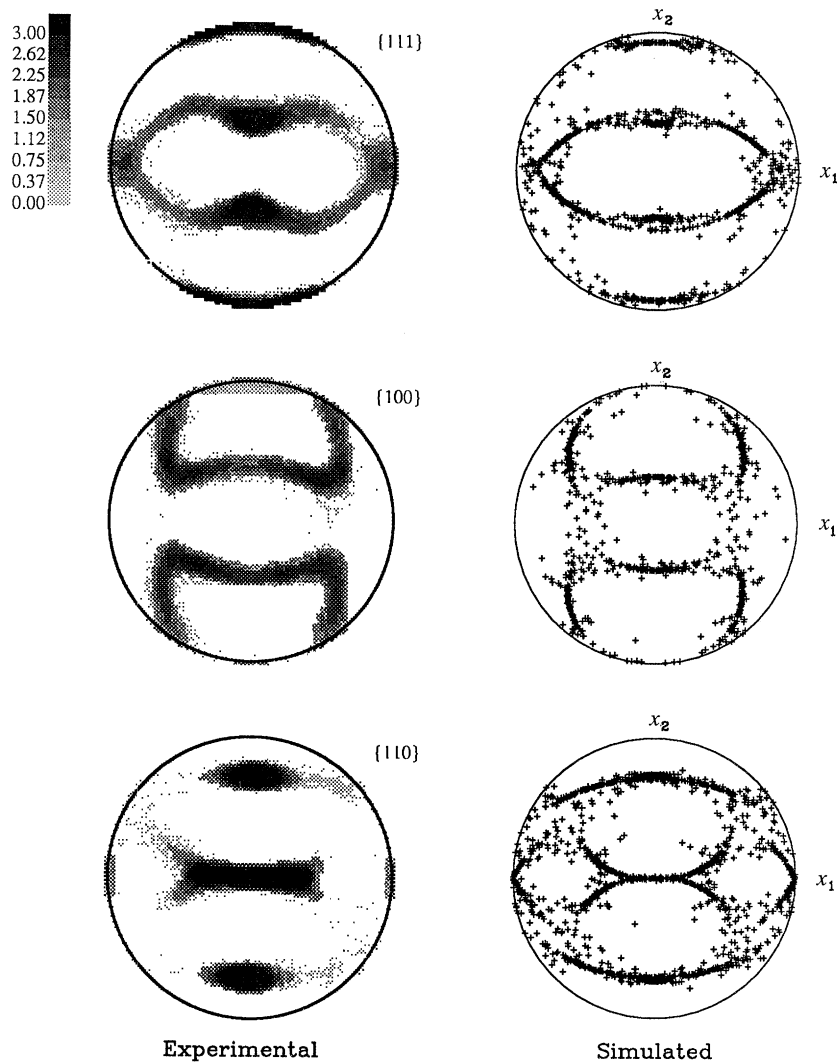 3.00
2.62
2.25
1.87
1.50
1.12
0.75
0.37
0.00
{111}
x2
x1
{100}
x2
x1
{110}
x2
x1
Experimental
Simulated